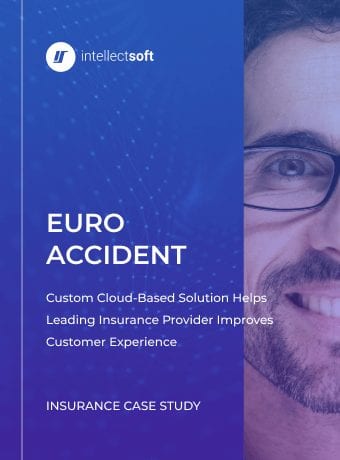 intellectsoft
EURO
ACCIDENT
Custom Cloud-Based Solution Helps
Leading Insurance Provider Improves
Customer Experience
INSURANCE CASE STUDY